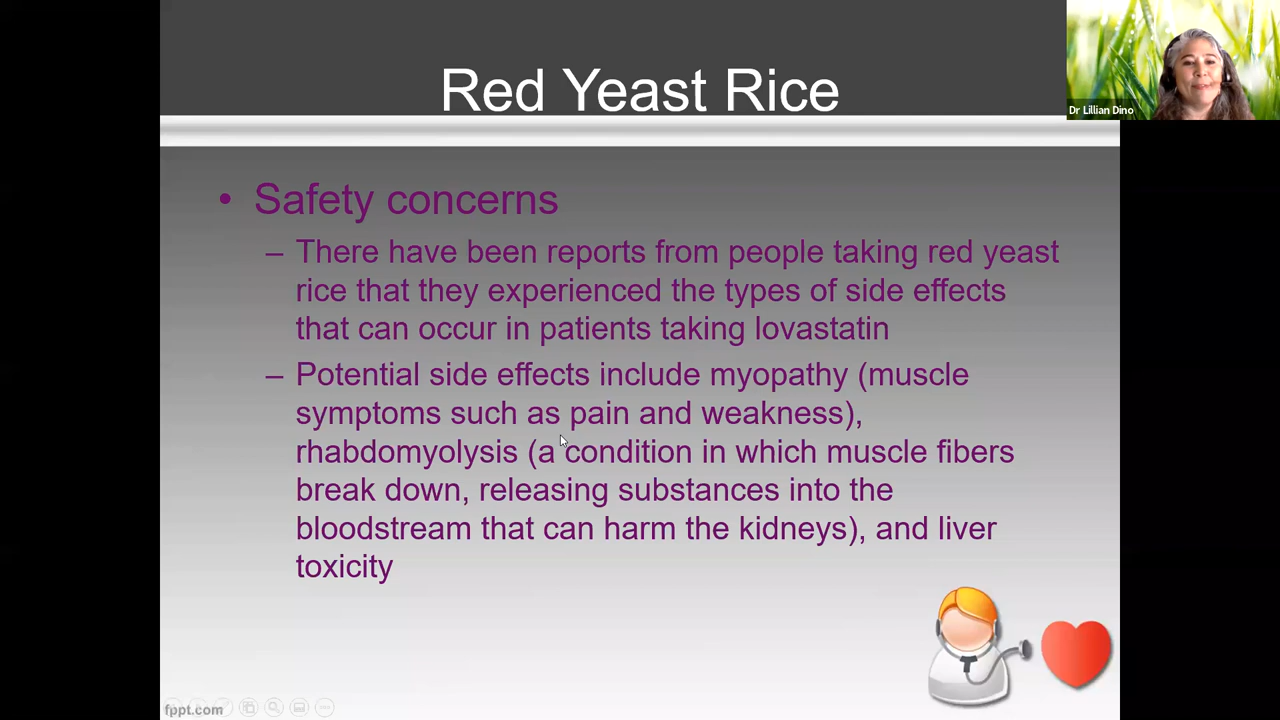 Red Yeast Rice
Dr Lillian Dino
• Safety concerns
– There have been reports from people taking red yeast
rice that they experienced the types of side effects
that can occur in patients taking lovastatin
– Potential side effects include myopathy (muscle
symptoms such as pain and weakness),
rhabdomyolysis (a condition in which muscle fibers
break down, releasing substances into the
bloodstream that can harm the kidneys), and liver
toxicity
fppt.com